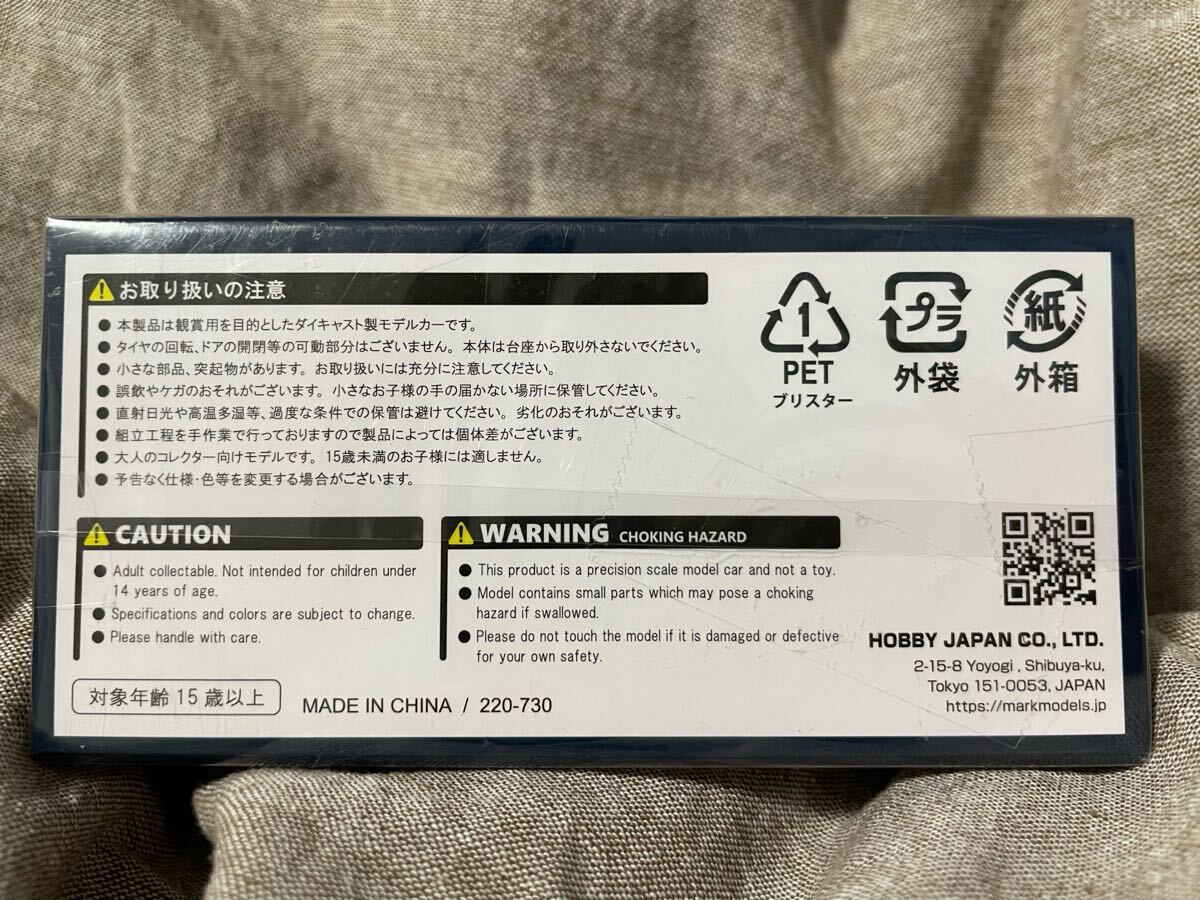 お取り扱いの注意
● 本製品は観賞用を目的としたダイキャスト製モデルカーです。
● タイヤの回転、ドアの開閉等の可動部分はございません。本体は台座から取り外さないでください。
● 小さな部品、突起物があります。お取り扱いには充分に注意してください。
● 誤飲やケガのおそれがございます。小さなお子様の手の届かない場所に保管してください。
● 直射日光や高温多湿等、過度な条件での保管は避けてください。劣化のおそれがございます。
● 組立工程を手作業で行っておりますので製品によっては個体差がございます。
● 大人のコレクター向けモデルです。15歳未満のお子様には適しません。
● 予告なく仕様・色等を変更する場合がございます。
1
PET
ブリスター
プラ
外袋
紙
外箱
CAUTION
● Adult collectable. Not intended for children under
14 years of age.
● Specifications and colors are subject to change.
● Please handle with care.
WARNING CHOKING HAZARD
● This product is a precision scale model car and not a toy.
● Model contains small parts which may pose a choking
hazard if swallowed.
● Please do not touch the model if it is damaged or defective
for your own safety.
対象年齢15歳以上
MADE IN CHINA / 220-730
HOBBY JAPAN CO., LTD.
2-15-8 Yoyogi , Shibuya-ku,
Tokyo 151-0053, JAPAN
https://markmodels.jp